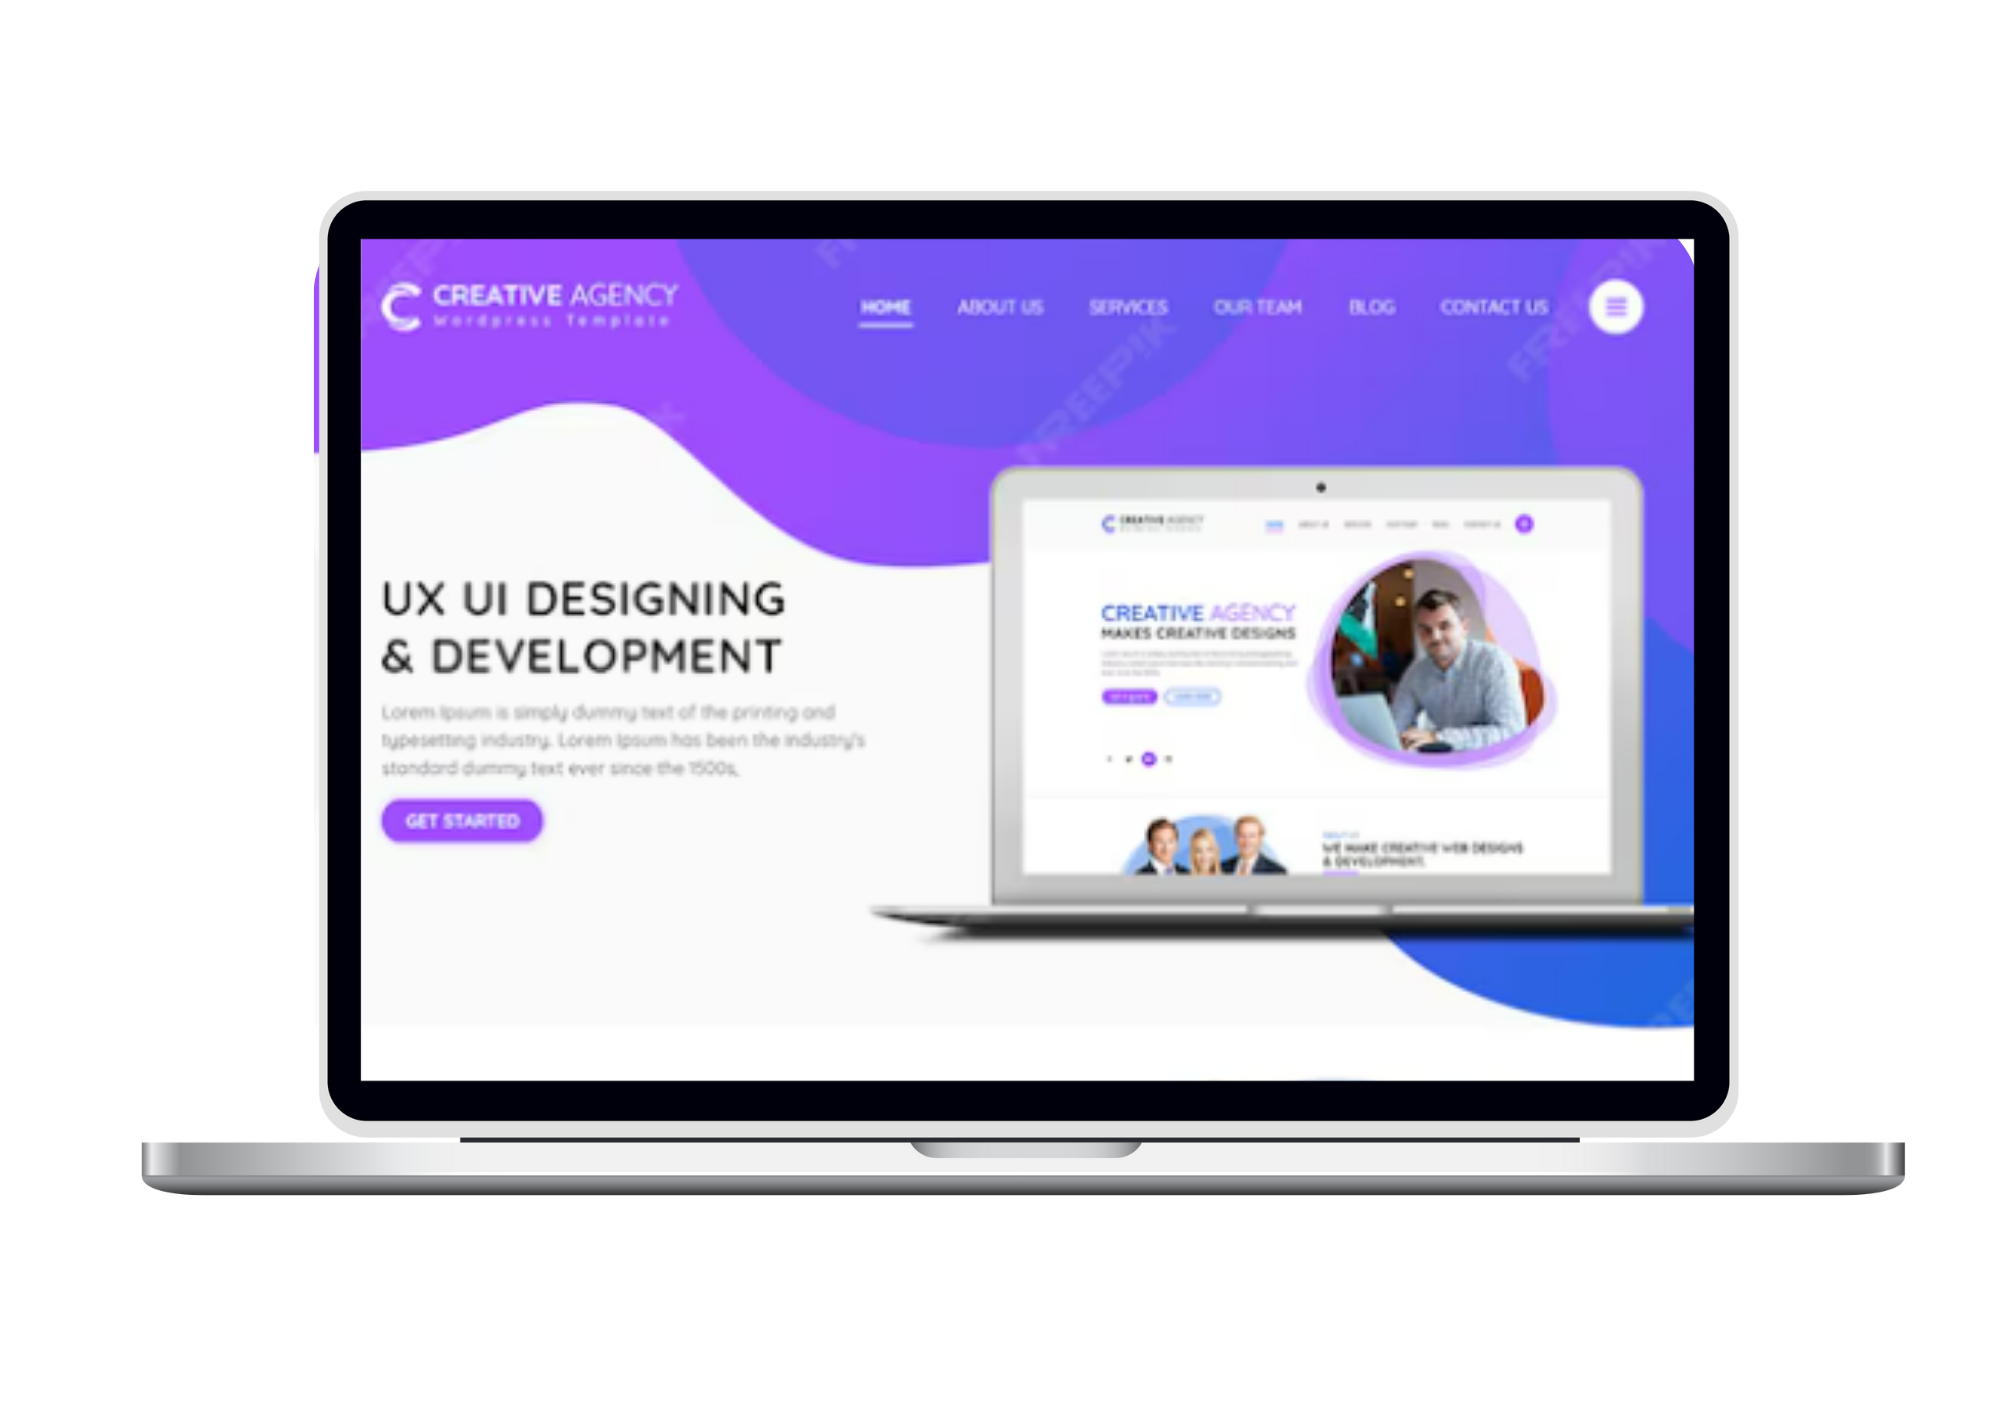 CREATIVE AGENCY
Wordpress Template
HOME ABOUT US SERVICES OUR TEAM BLOG CONTACT US
FREEPIK
FREEPIK
UX UI DESIGNING
& DEVELOPMENT
Lorem Ipsum is simply dummy text of the printing and
typesetting industry. Lorem Ipsum has been the industry's
standard dummy text ever since the 1500s,
GET STARTED
CREATIVE AGENCY
CREATIVE AGENCY
MAKES CREATIVE DESIGNS
WE MAKE CREATIVE WEB DESIGNS
& DEVELOPMENT.